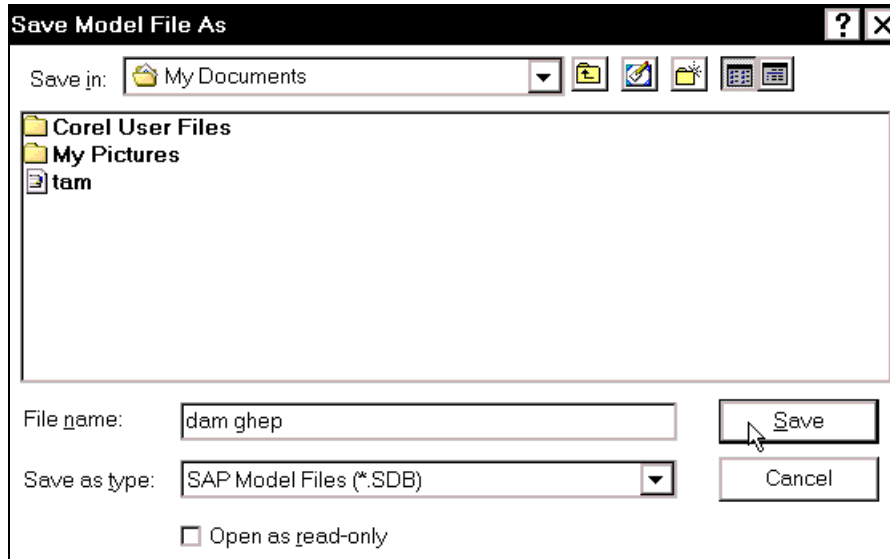 Save Model File As
Save in: My Documents
Corel User Files
My Pictures
tam
File name: dam ghep Save
Save as type: SAP Model Files (*.SDB) Cancel
Open as read-only